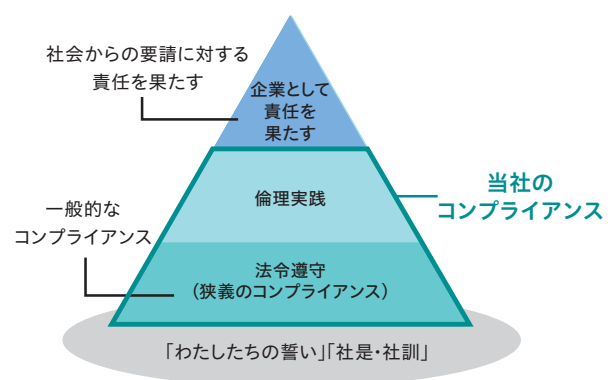 社会からの要請に対する
責任を果たす
企業として
責任を
果たす
倫理実践
当社の
コンプライアンス
一般的な
コンプライアンス
法令遵守
（狭義のコンプライアンス）
「わたしたちの誓い」「社是・社訓」